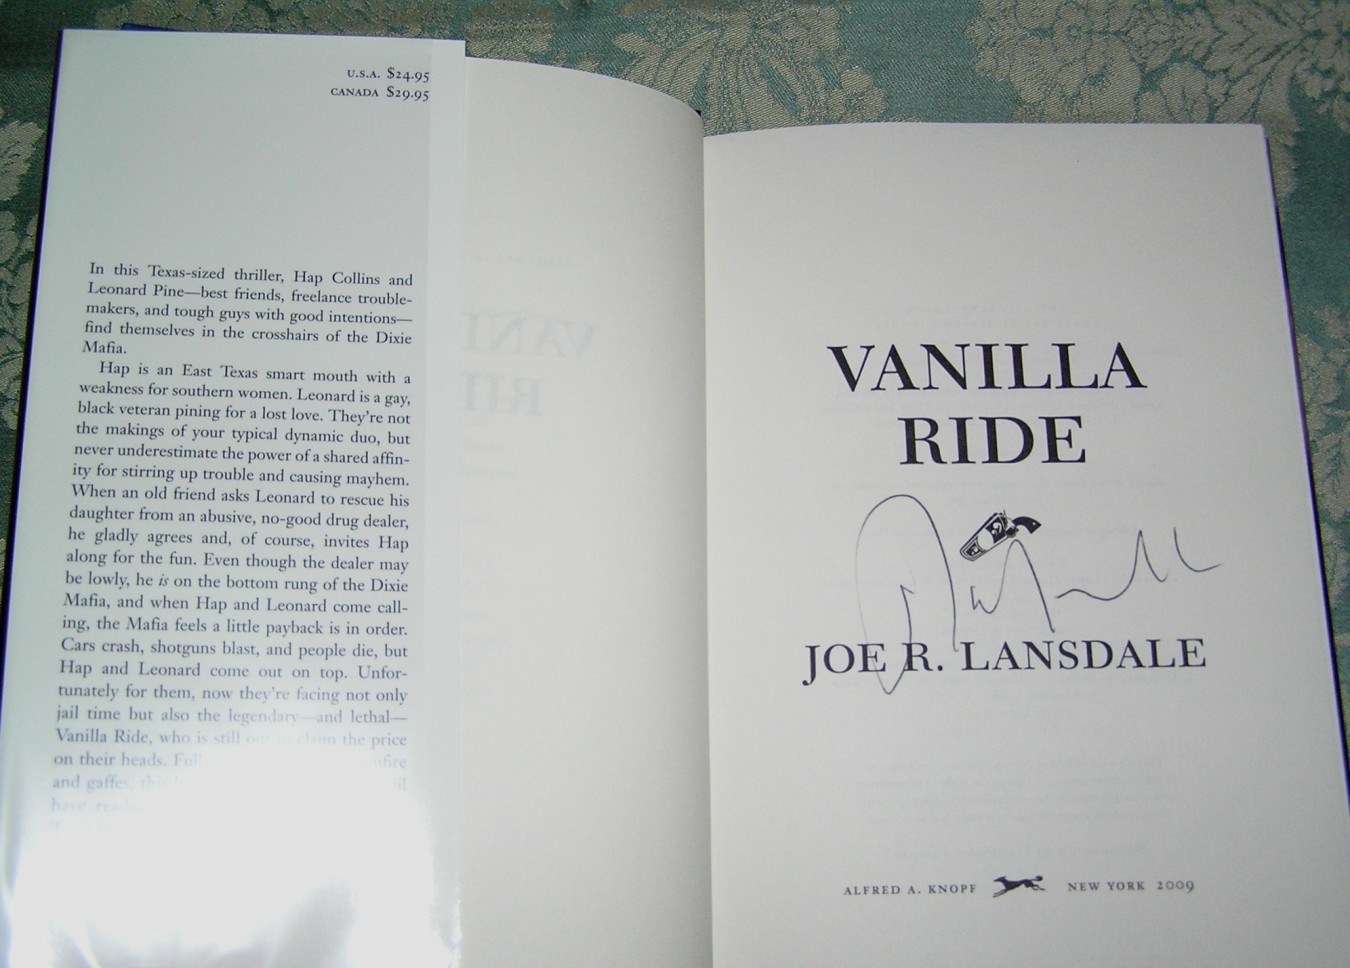 U.S.A. $24.95
CANADA $29.95
In this Texas-sized thriller, Hap Collins and
Leonard Pine—best friends, freelance trouble-
makers, and tough guys with good intentions—
find themselves in the crosshairs of the Dixie
Mafia.
Hap is an East Texas smart mouth with a
weakness for southern women. Leonard is a gay,
black veteran pining for a lost love. They're not
the makings of your typical dynamic duo, but
never underestimate the power of a shared affin-
ity for stirring up trouble and causing mayhem.
When an old friend asks Leonard to rescue his
daughter from an abusive, no-good drug dealer,
he gladly agrees and, of course, invites Hap
along for the fun. Even though the dealer may
be lowly, he is on the bottom rung of the Dixie
Mafia, and when Hap and Leonard come call-
ing, the Mafia feels a little payback is in order.
Cars crash, shotguns blast, and people die, but
Hap and Leonard come out on top. Unfor-
tunately for them, now they're facing not only
jail time but also the legendary—and lethal—
Vanilla Ride, who is still out to claim the price
on their heads.
and gaffes,
have
VANILLA
RIDE
JOE R. LANSDALE
ALFRED A. KNOPF NEW YORK 2009